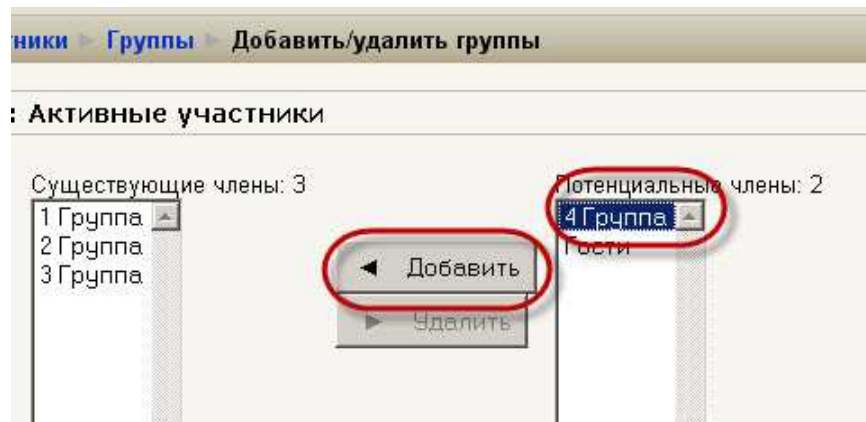 Группы ► Добавить/удалить группы
: Активные участники
Существующие члены: 3
1 Группа
2 Группа
3 Группа
◄ Добавить
► Удалить
Потенциальные члены: 2
4 Группа
Гости